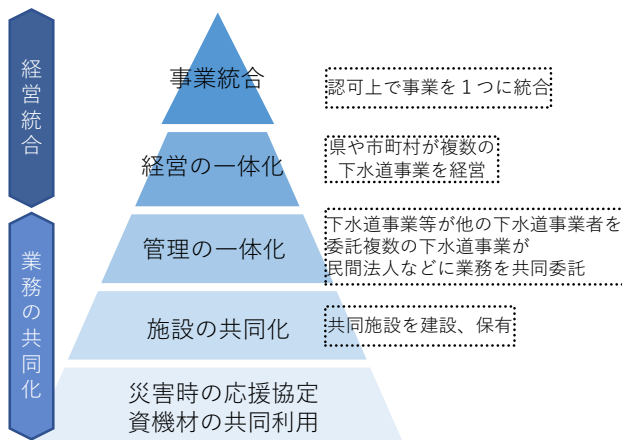 経営統合
事業統合
認可上で事業を１つに統合
経営の一体化
県や市町村が複数の
下水道事業を経営
業務の共同化
管理の一体化
下水道事業等が他の下水道事業者を
委託複数の下水道事業が
民間法人などに業務を共同委託
施設の共同化
共同施設を建設、保有
災害時の応援協定
資機材の共同利用